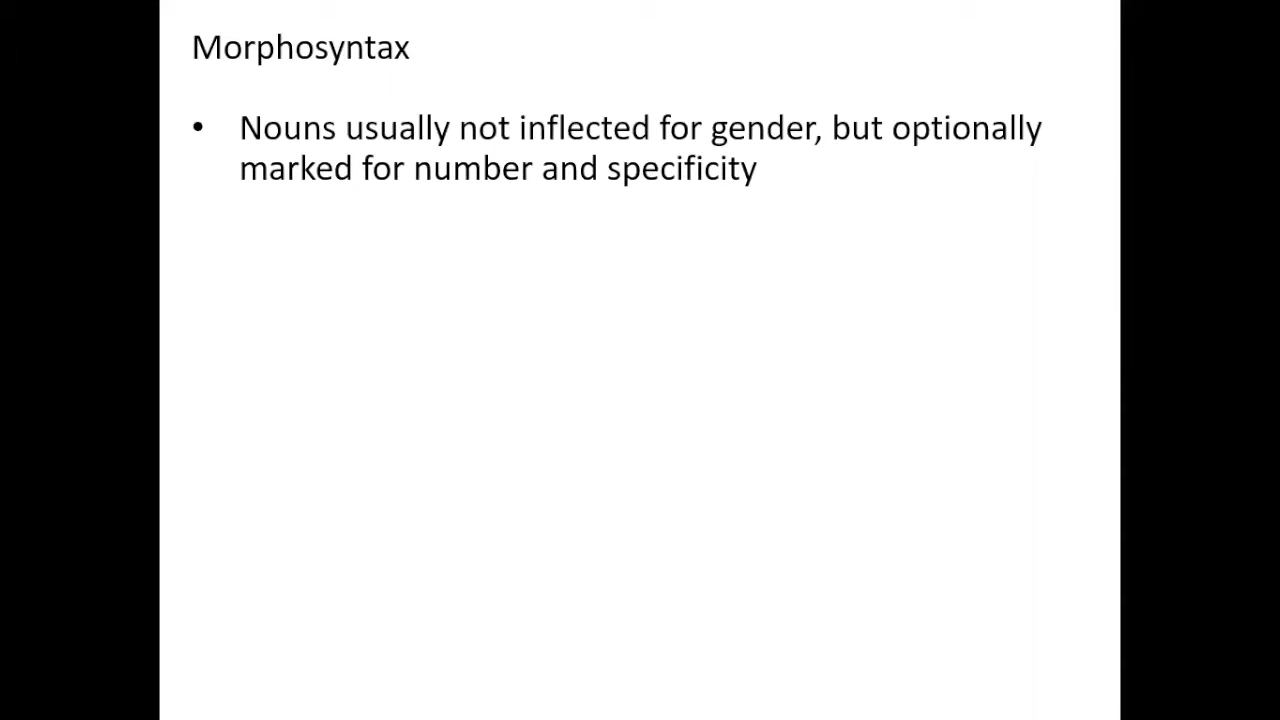 Morphosyntax
• Nouns usually not inflected for gender, but optionally
marked for number and specificity